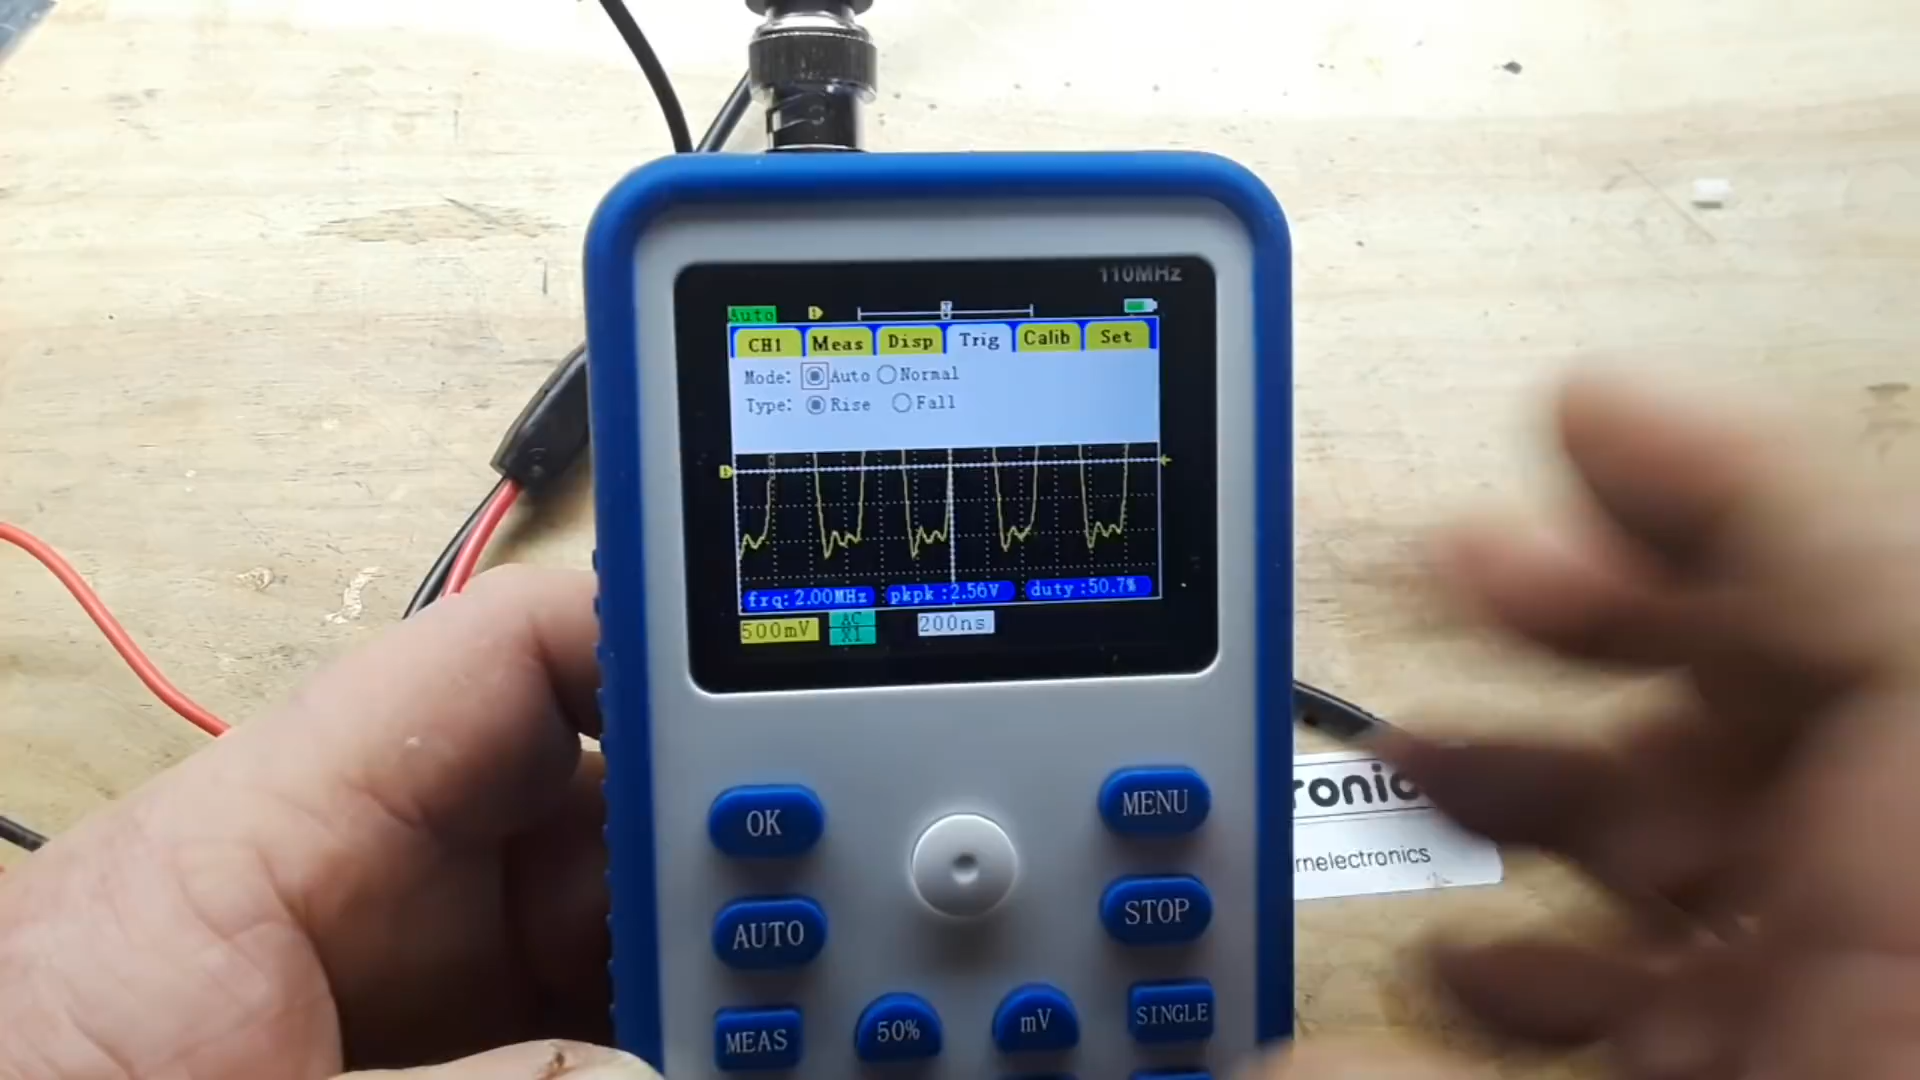 110MHz
Auto
CH1 Meas Disp Trig Calib Set
Mode: Auto Normal
Type: Rise Fall
frq:2.00MHz pkpk:2.56V duty:50.7%
500mV AC X1 200ns
OK
MENU
AUTO
STOP
MEAS
50%
mV
SINGLE
ronic
rnelectronics